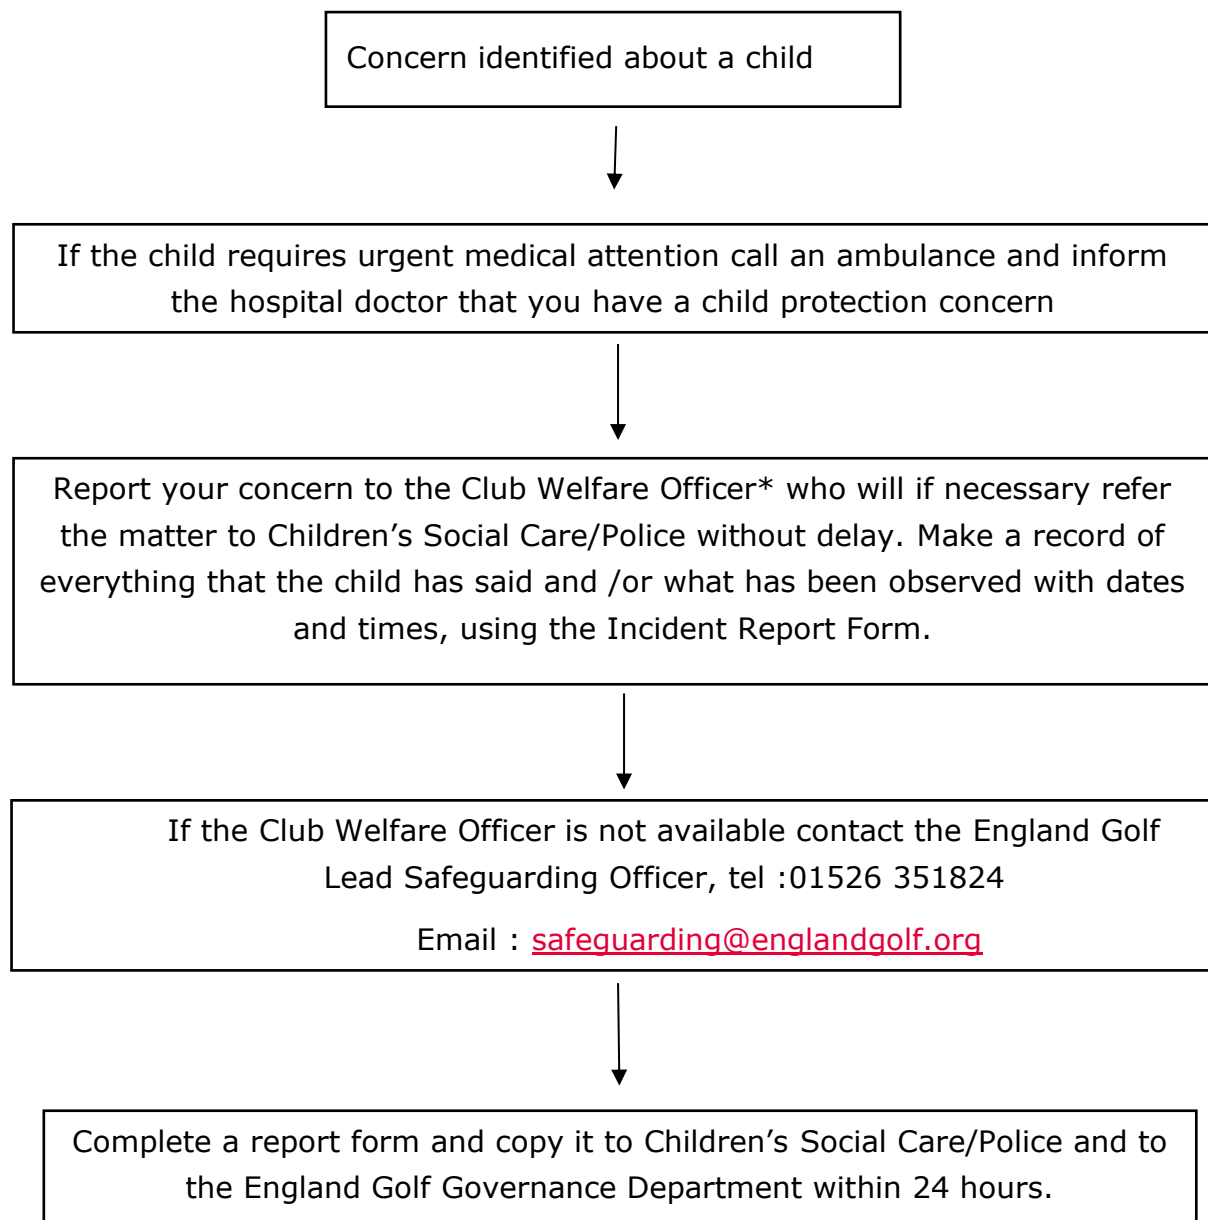 Concern identified about a child
If the child requires urgent medical attention call an ambulance and inform
the hospital doctor that you have a child protection concern
Report your concern to the Club Welfare Officer* who will if necessary refer
the matter to Children’s Social Care/Police without delay. Make a record of
everything that the child has said and /or what has been observed with dates
and times, using the Incident Report Form.
If the Club Welfare Officer is not available contact the England Golf
Lead Safeguarding Officer, tel :01526 351824
Email : safeguarding@englandgolf.org
Complete a report form and copy it to Children’s Social Care/Police and to
the England Golf Governance Department within 24 hours.